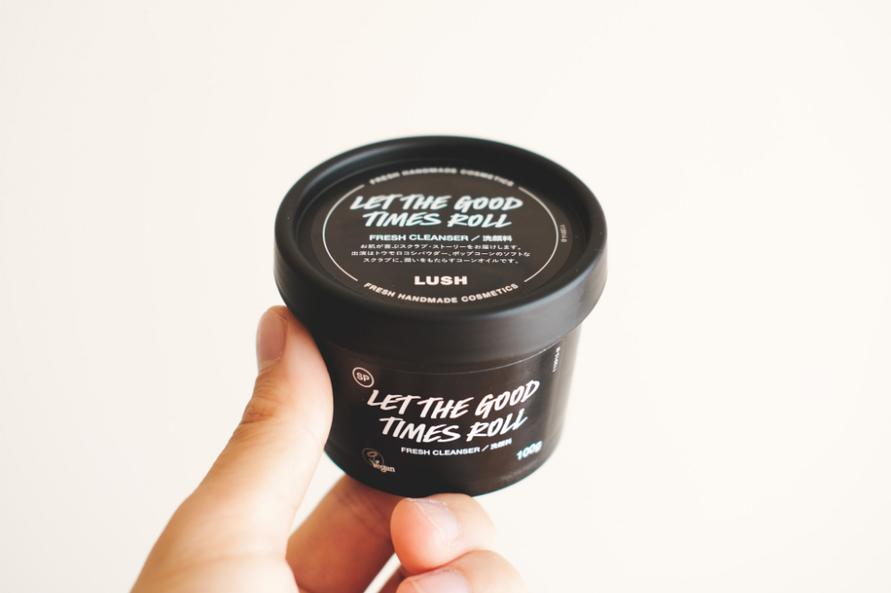 FRESH HANDMADE COSMETICS
LET THE GOOD
TIMES ROLL
FRESH CLEANSER / 洗顔料
お肌が喜ぶスクラブ・ストーリーをお届けします。
出演はトウモロコシパウダー、ポップコーンのソフトな
スクラブに、潤いをもたらすコーンオイルです。
LUSH
FRESH HANDMADE COSMETICS
SP
LET THE GOOD
TIMES ROLL
FRESH CLEANSER / 洗顔料
100g
vegan